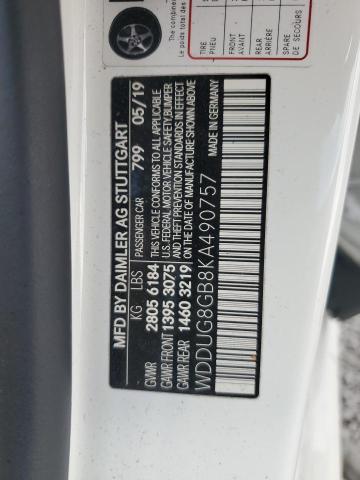 MFD BY DAIMLER AG STUTTGART
KG LBS PASSENGER CAR 799 05/19
GVWR 2805 6184 THIS VEHICLE CONFORMS TO ALL APPLICABLE
GAWR FRONT 1395 3075 U.S. FEDERAL MOTOR VEHICLE SAFETY, BUMPER
GAWR REAR 1460 3219 AND THEFT PREVENTION STANDARDS IN EFFECT
ON THE DATE OF MANUFACTURE SHOWN ABOVE
WDDUG8GB8KA490757 MADE IN GERMANY
The combined
TIRE
PNEU
FRONT
AVANT
REAR
ARRIÈRE
SPARE
DE SECOURS